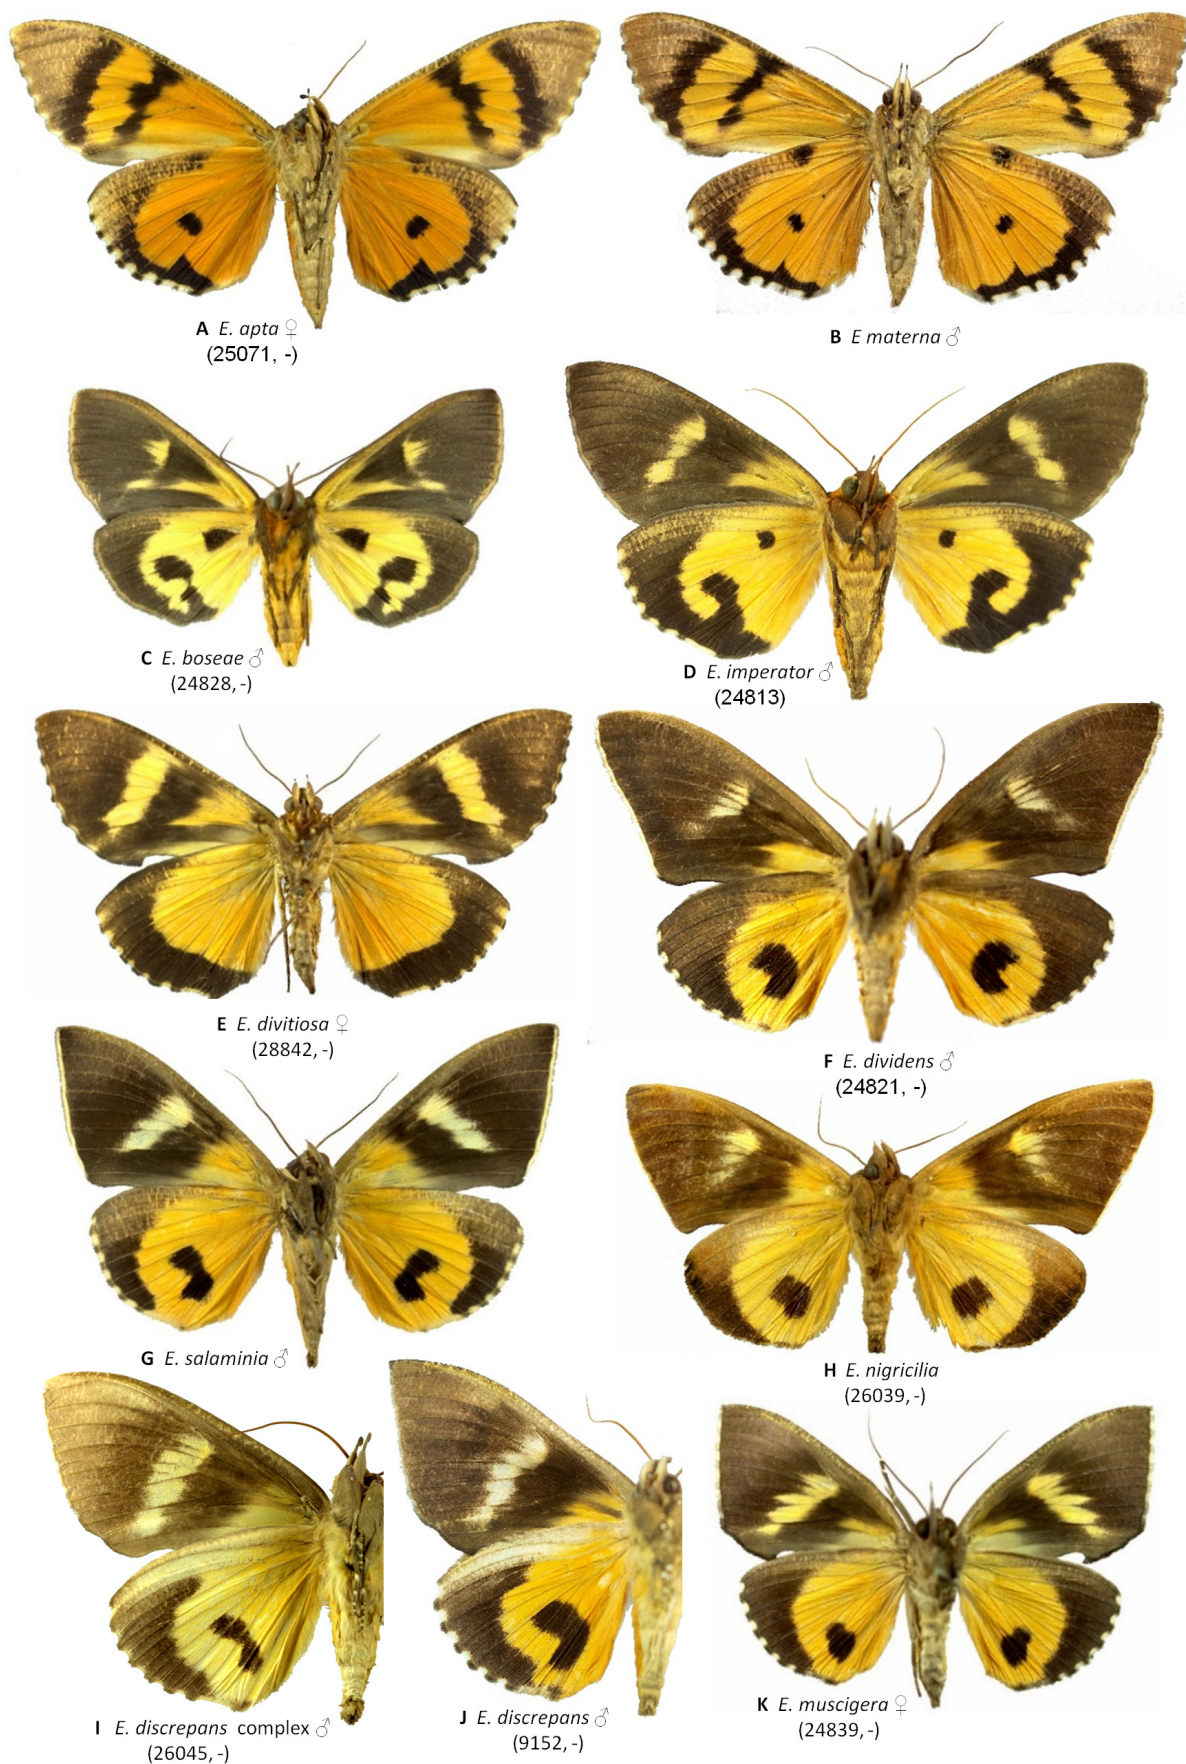 A E. apta ♀
(25071, -)
B E materna ♂
C E. boseae ♂
(24828, -)
D E. imperator ♂
(24813)
E E. divitiosa ♀
(28842, -)
F E. dividens ♂
(24821, -)
G E. salaminia ♂
H E. nigricilia
(26039, -)
I E. discrepans complex ♂
(26045, -)
J E. discrepans ♂
(9152, -)
K E. muscigera ♀
(24839, -)